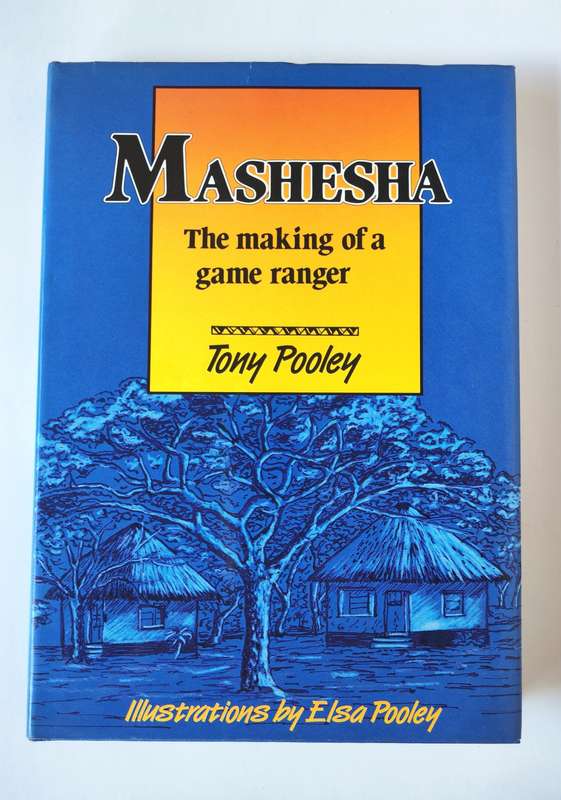 MASHESHA
The making of a
game ranger
Tony Pooley
Illustrations by Elsa Pooley